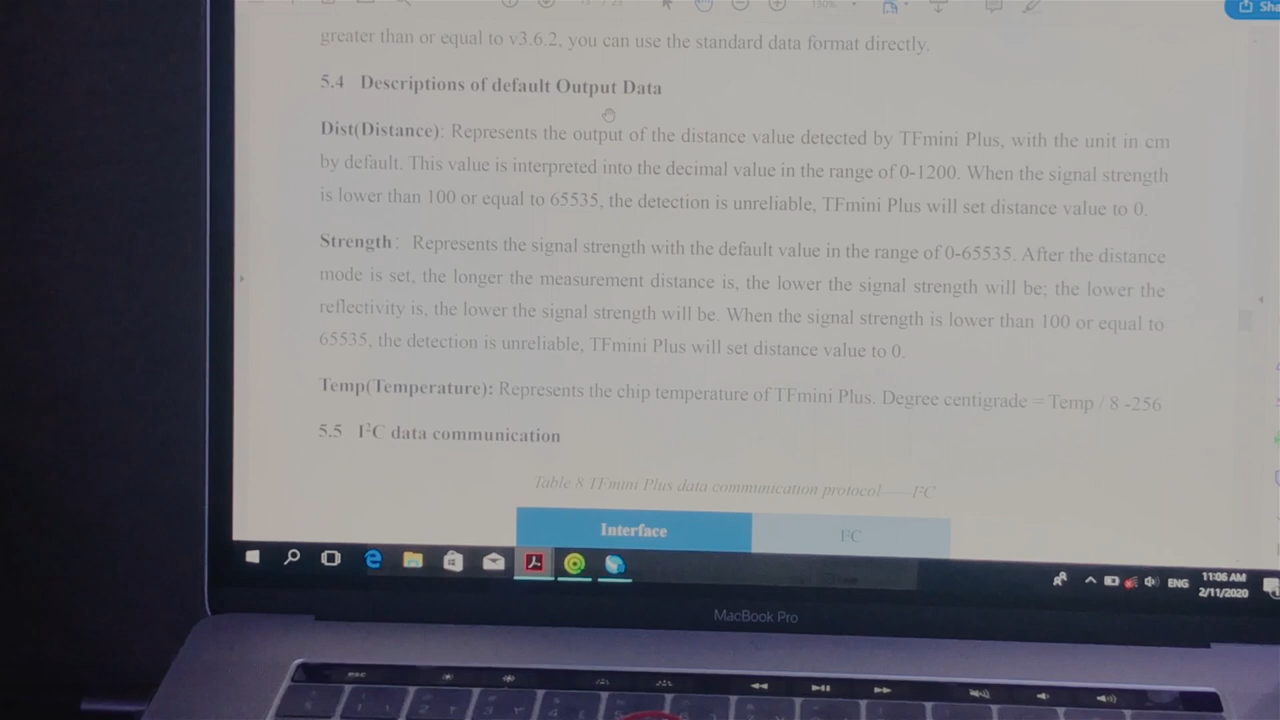 130%
Sha
greater than or equal to v3.6.2, you can use the standard data format directly.
5.4 Descriptions of default Output Data
Dist(Distance): Represents the output of the distance value detected by TFmini Plus, with the unit in cm
by default. This value is interpreted into the decimal value in the range of 0-1200. When the signal strength
is lower than 100 or equal to 65535, the detection is unreliable, TFmini Plus will set distance value to 0.
Strength: Represents the signal strength with the default value in the range of 0-65535. After the distance
mode is set, the longer the measurement distance is, the lower the signal strength will be; the lower the
reflectivity is, the lower the signal strength will be. When the signal strength is lower than 100 or equal to
65535, the detection is unreliable, TFmini Plus will set distance value to 0.
Temp(Temperature): Represents the chip temperature of TFmini Plus. Degree centigrade = Temp / 8 -256
5.5 I²C data communication
Table 8 TFmini Plus data communication protocol——I²C
Interface I²C
ENG
11:06 AM
2/11/2020
MacBook Pro
esc